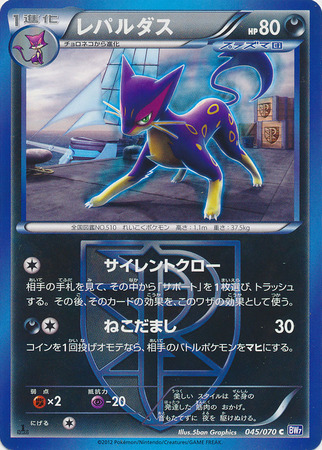 1進化
レパルダス
HP80
チョロネコから進化
プラズマ団
全国図鑑NO.510 れいこくポケモン 高さ:1.1m 重さ:37.5kg
サイレントクロー
相手の手札を見て、その中から「サポート」を1枚選び、トラッシュする。その後、そのカードの効果を、このワザの効果として使う。
ねこだまし 30
コインを1回投げオモテなら、相手のバトルポケモンをマヒにする。
弱点 抵抗力
×2 -20
にげる
美しい スタイルは 全身の
発達した 筋肉の おかげ。
音も 無く 夜を 駆ける。
Illus.5ban Graphics 045/070 C BW7
©2012 Pokémon/Nintendo/Creatures/GAME FREAK.